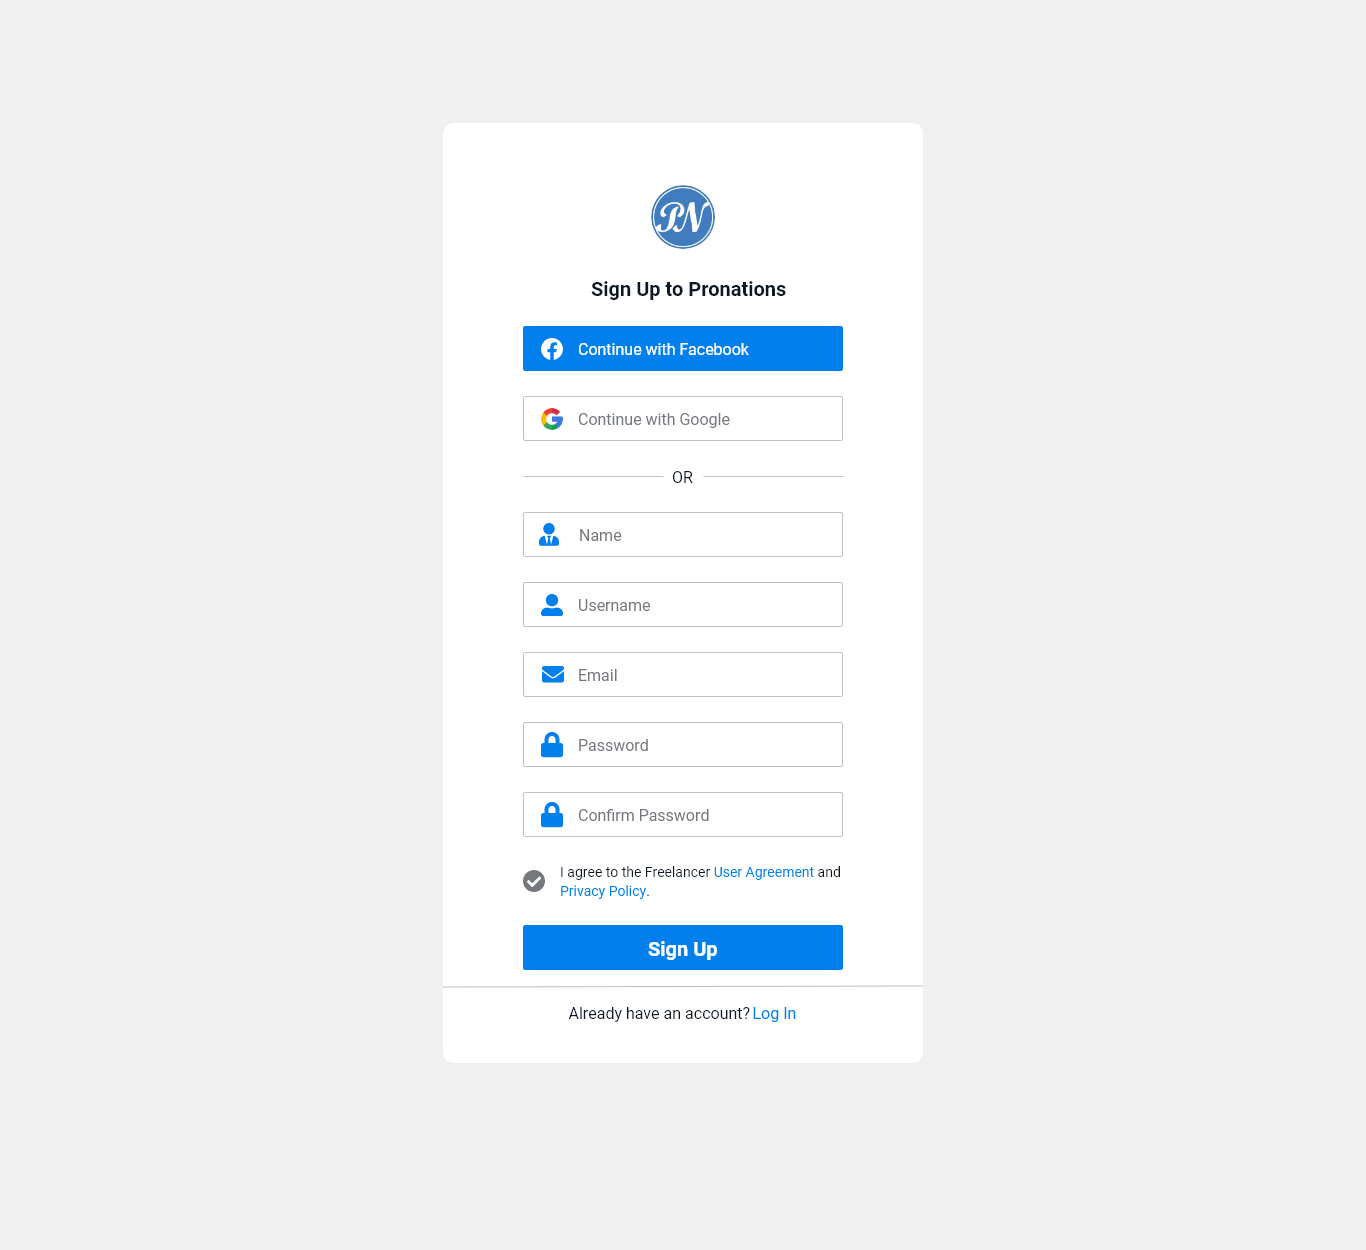 PN
Sign Up to Pronations
Continue with Facebook
Continue with Google
OR
Name
Username
Email
Password
Confirm Password
I agree to the Freelancer User Agreement and
Privacy Policy.
Sign Up
Already have an account? Log In